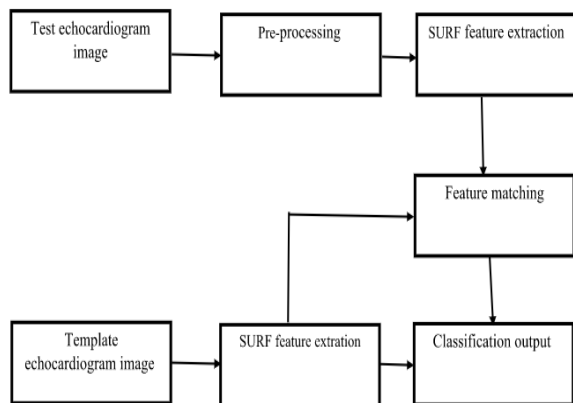 Test echocardiogram
image
Pre-processing
SURF feature extraction
Feature matching
Template
echocardiogram image
SURF feature extration
Classification output